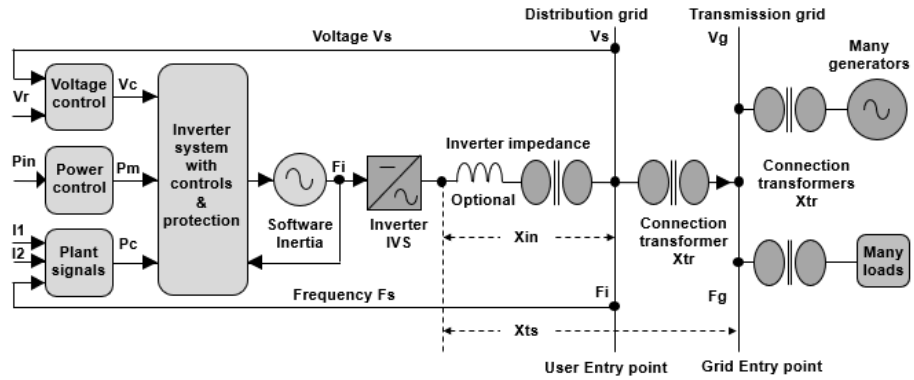 Distribution grid
Transmission grid
Voltage Vs
Vs
Vg
Many
generators
Vr
Voltage
control
Vc
Inverter
system
with
controls
&
protection
Pin
Power
control
Pm
Fi
Inverter impedance
Optional
Software
Inertia
Inverter
IVS
Connection
transformers
Xtr
I1
I2
Plant
signals
Pc
Xin
Connection
transformer
Xtr
Many
loads
Frequency Fs
Fi
Fg
Xts
User Entry point
Grid Entry point